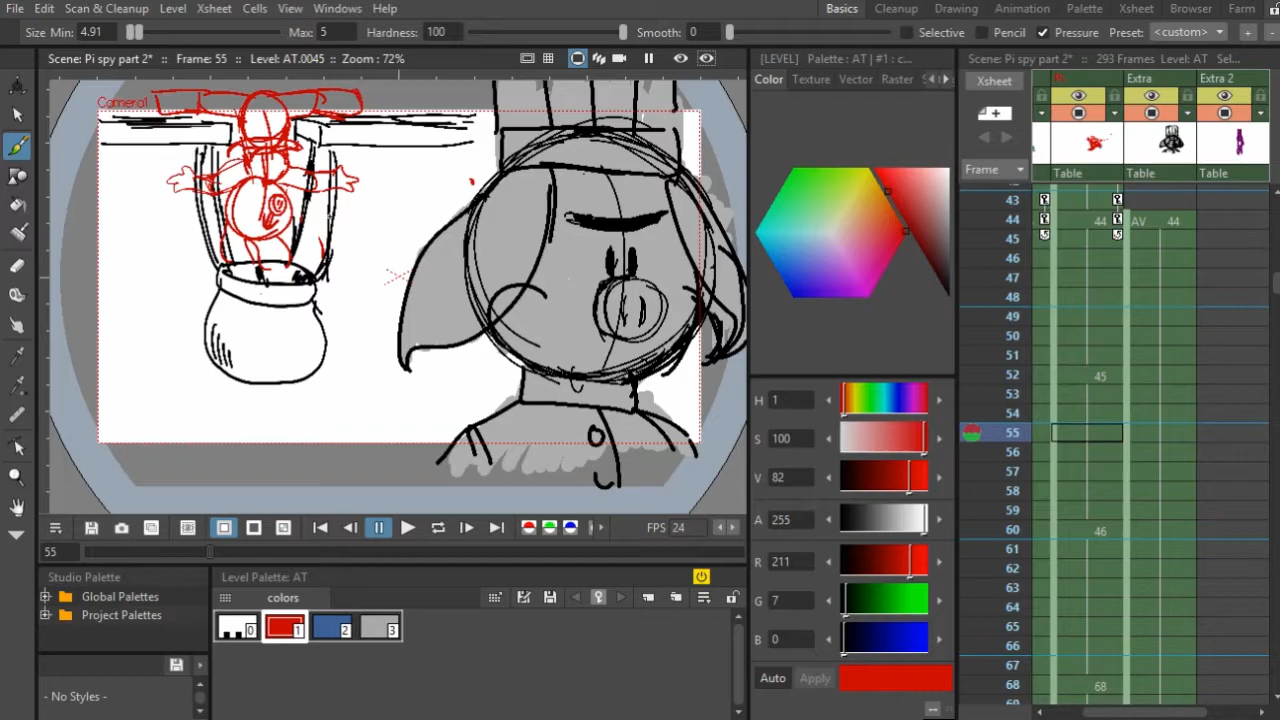 File Edit Scan & Cleanup Level Xsheet Cells View Windows Help Basics Cleanup Drawing Animation Palette Xsheet Browser Farm
Size Min: 4.91 Max: 5 Hardness: 100 Smooth: 0 Selective Pencil Pressure Preset: <custom> + -
Scene: Pi spy part 2* :: Frame: 55 :: Level: AT.0045 :: Zoom: 72%
[LEVEL] Palette: AT | #1 : c...
Scene: Pi spy part 2* :: 293 Frames Level: AT
Color Texture Vector Raster
Xsheet
Extra
Extra 2
Camera1
Frame
Table
Table
Table
43
44 44 AV 44
45
46
47
48
49
50
51
52 45
53
54
55
56
57
58
59
60 46
61
62
63
64
65
66
67
68 68
H 1
S 100
V 82
A 255
R 211
G 7
B 0
Auto Apply
FPS 24
55
Studio Palette
Global Palettes
Project Palettes
- No Styles -
Level Palette: AT
colors
0 1 2 3